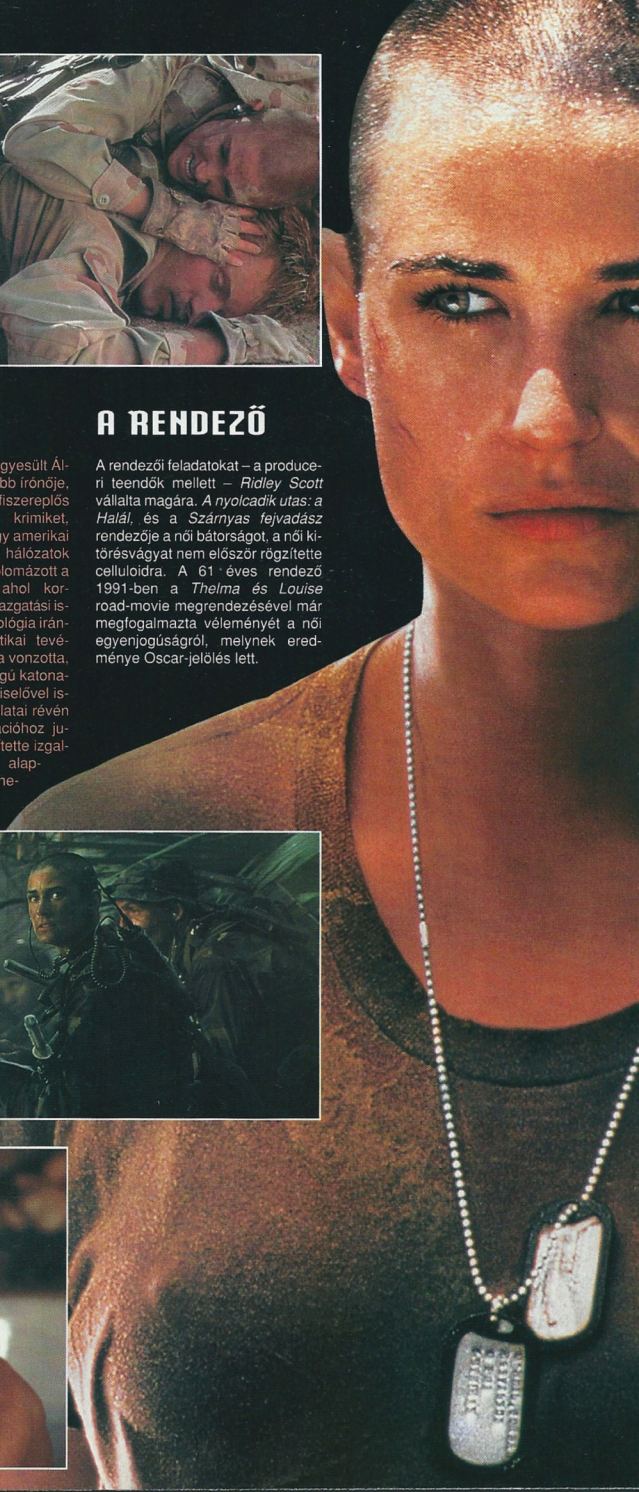 gyesült Ál-
bb írónője,
fiszereplős
krimiket,
gy amerikai
hálózatok
lomázott a
ahol kor-
azgatási is-
ológia irán-
tikai tevé-
a vonzotta,
gú katona-
iselővel is-
latai révén
cióhoz ju-
tette izgal-
alap-
ne-
A RENDEZŐ
A rendezői feladatokat – a produce-
ri teendők mellett – Ridley Scott
vállalta magára. A nyolcadik utas: a
Halál, és a Szárnyas fejvadász
rendezője a női bátorságot, a női ki-
törésvágyat nem először rögzítette
celluloidra. A 61 éves rendező
1991-ben a Thelma és Louise
road-movie megrendezésével már
megfogalmazta véleményét a női
egyenjogúságról, melynek ered-
ménye Oscar-jelölés lett.